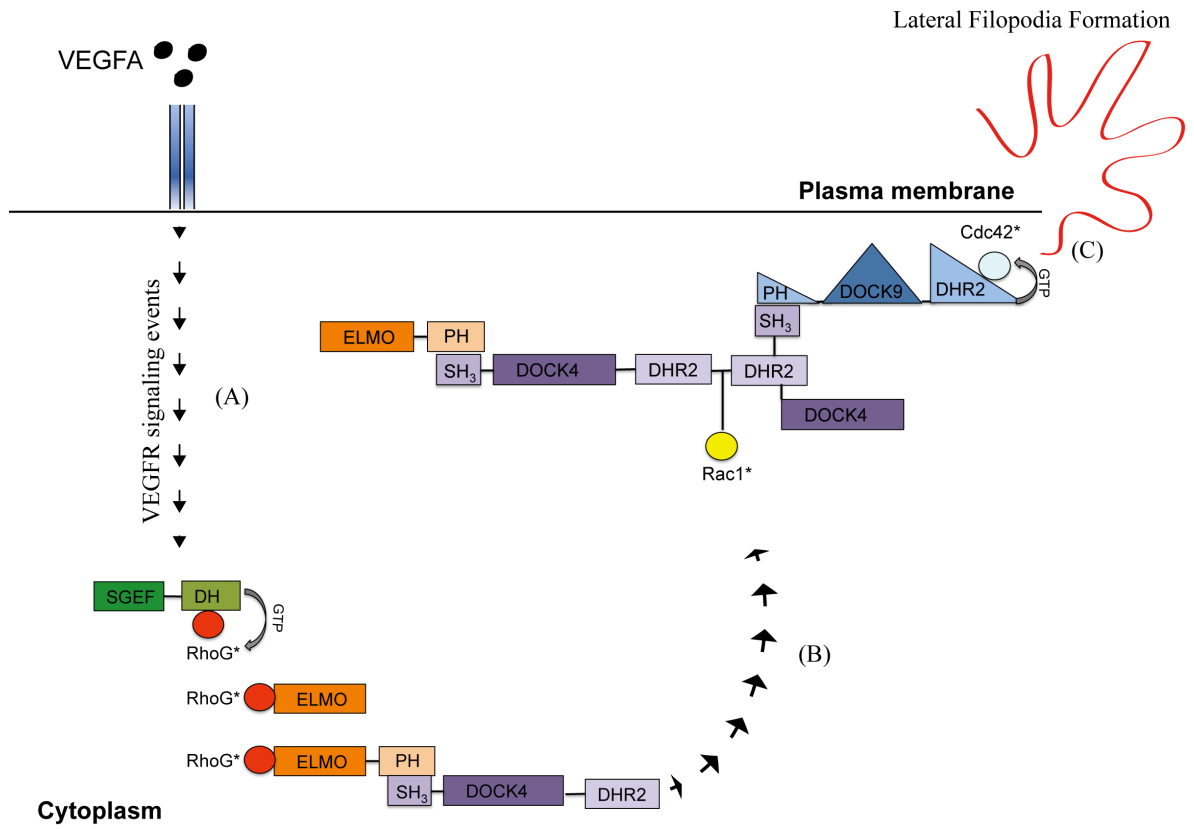 Lateral Filopodia Formation
VEGFA
Plasma membrane
Cdc42*
(C)
GTP
PH
DOCK9
DHR2
SH3
ELMO
PH
SH3
DOCK4
DHR2
DHR2
DOCK4
Rac1*
VEGFR signaling events
(A)
SGEF
DH
GTP
RhoG*
(B)
RhoG*
ELMO
RhoG*
ELMO
PH
SH3
DOCK4
DHR2
Cytoplasm